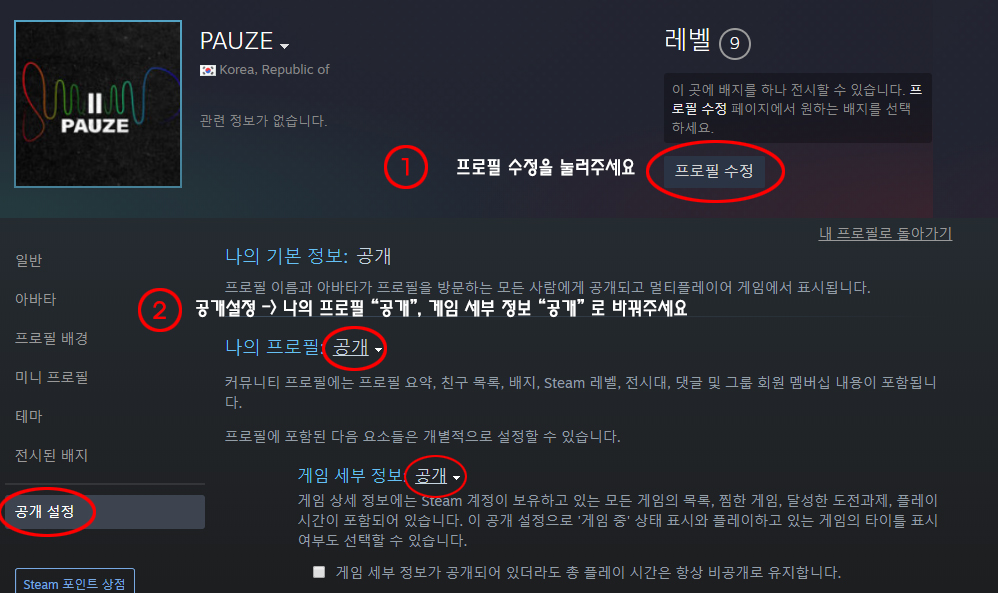 PAUZE
레벨 9
Korea, Republic of
이 곳에 배지를 하나 전시할 수 있습니다. 프
로필 수정 페이지에서 원하는 배지를 선택
하세요.
II
PAUZE
관련 정보가 없습니다.
1 프로필 수정을 눌러주세요
프로필 수정
내 프로필로 돌아가기
일반
아바타
프로필 배경
미니 프로필
테마
전시된 배지
공개 설정
Steam 포인트 상점
나의 기본 정보: 공개
프로필 이름과 아바타가 프로필을 방문하는 모든 사람에게 공개되고 멀티플레이어 게임에서 표시됩니다.
2 공개설정 -> 나의 프로필 “공개”, 게임 세부 정보 “공개” 로 바꿔주세요
나의 프로필: 공개
커뮤니티 프로필에는 프로필 요약, 친구 목록, 배지, Steam 레벨, 전시대, 댓글 및 그룹 회원 멤버십 내용이 포함됩니
다.
프로필에 포함된 다음 요소들은 개별적으로 설정할 수 있습니다.
게임 세부 정보: 공개
게임 상세 정보에는 Steam 계정이 보유하고 있는 모든 게임의 목록, 찜한 게임, 달성한 도전과제, 플레이
시간이 포함되어 있습니다. 이 공개 설정으로 '게임 중' 상태 표시와 플레이하고 있는 게임의 타이틀 표시
여부도 선택할 수 있습니다.
게임 세부 정보가 공개되어 있더라도 총 플레이 시간은 항상 비공개로 유지합니다.